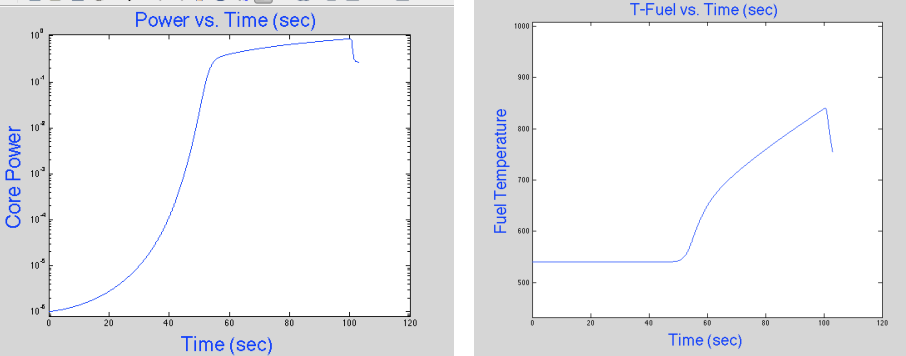 Power vs. Time (sec)
10^0
10^-1
10^-2
10^-3
10^-4
10^-5
10^-6
Core Power
0 20 40 60 80 100 120
Time (sec)
T-Fuel vs. Time (sec)
1000
900
800
700
600
500
Fuel Temperature
0 20 40 60 80 100 120
Time (sec)